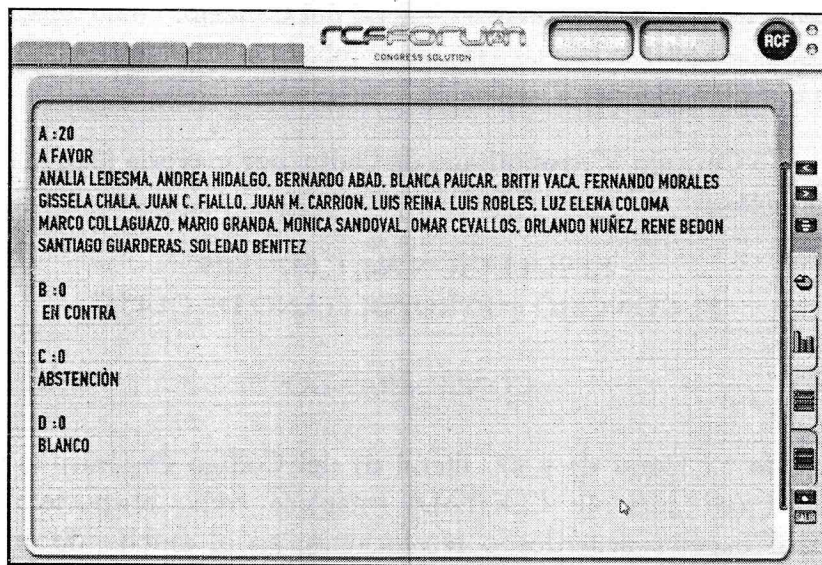 RCF FORUM
CONGRESS SOLUTION
RCF
A :20
A FAVOR
ANALIA LEDESMA, ANDREA HIDALGO, BERNARDO ABAD, BLANCA PAUCAR, BRITH VACA, FERNANDO MORALES
GISSELA CHALA, JUAN C. FIALLO, JUAN M. CARRION, LUIS REINA, LUIS ROBLES, LUZ ELENA COLOMA
MARCO COLLAGUAZO, MARIO GRANDA, MONICA SANDOVAL, OMAR CEVALLOS, ORLANDO NUÑEZ, RENE BEDON
SANTIAGO GUARDERAS, SOLEDAD BENITEZ
B :0
EN CONTRA
C :0
ABSTENCIÒN
D :0
BLANCO